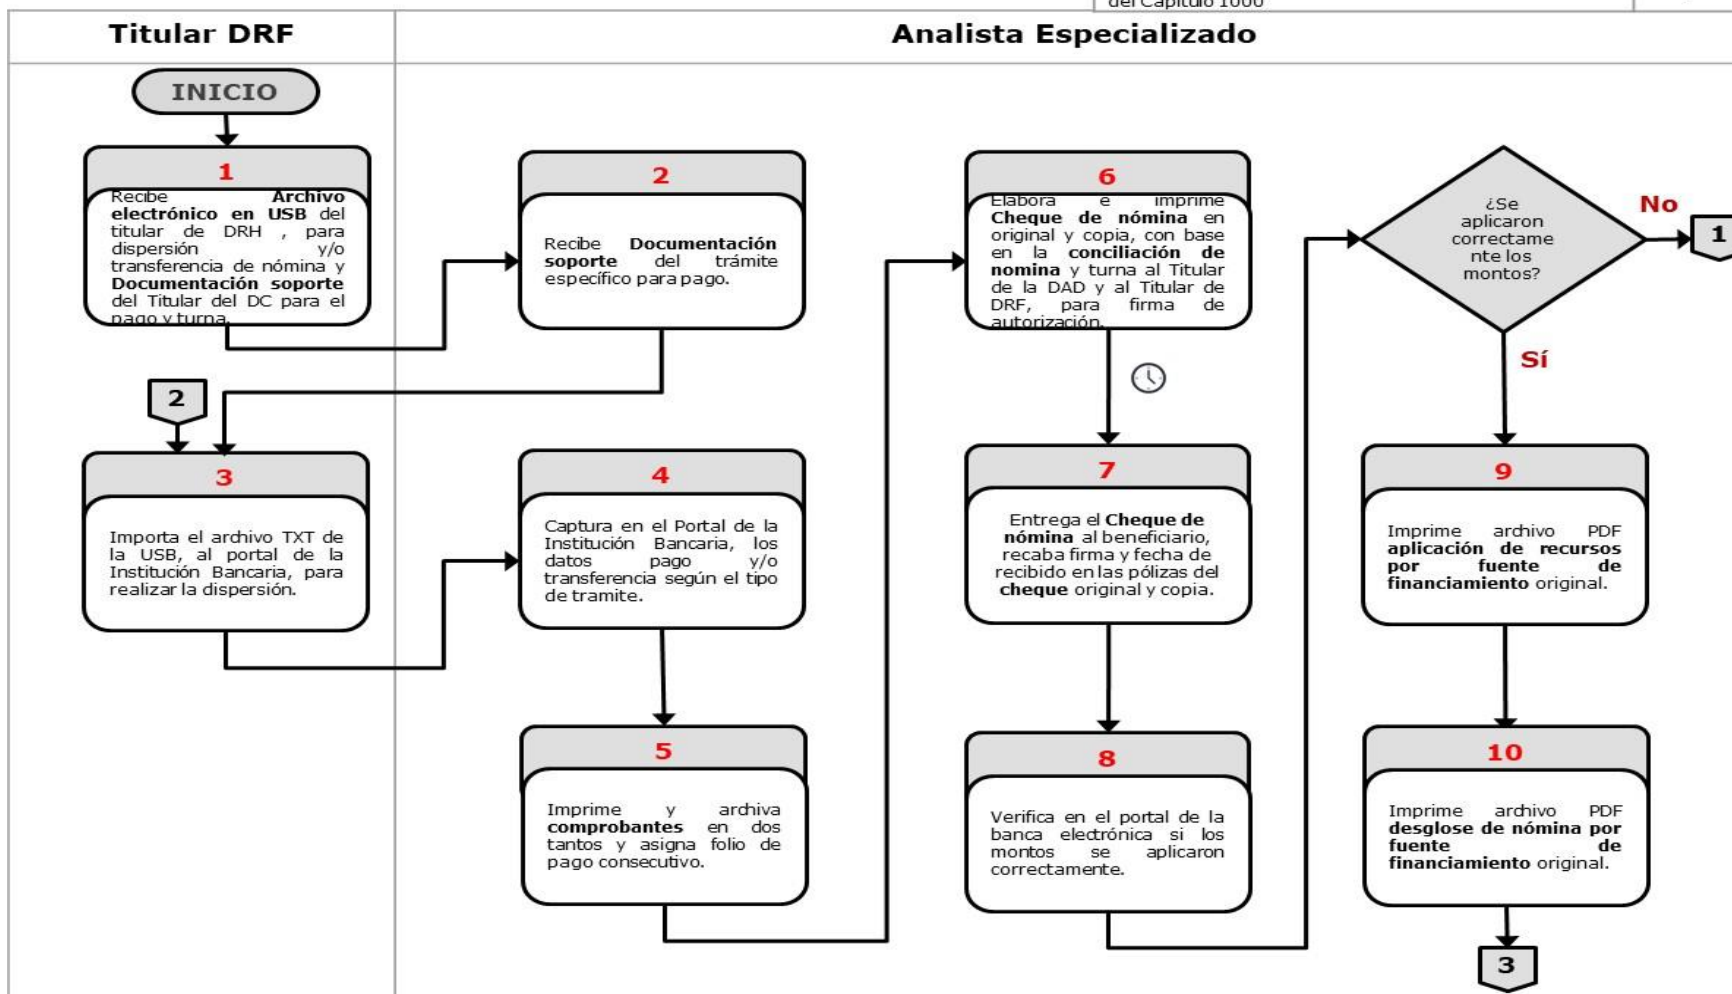 del Capítulo 1000
Titular DRF
Analista Especializado
INICIO
1
Recibe Archivo
electrónico en USB del
titular de DRH , para
dispersión y/o
transferencia de nómina y
Documentación soporte
del Titular del DC para el
pago y turna.
2
Recibe Documentación
soporte del trámite
específico para pago.
2
3
Importa el archivo TXT de
la USB, al portal de la
Institución Bancaria, para
realizar la dispersión.
4
Captura en el Portal de la
Institución Bancaria, los
datos pago y/o
transferencia según el tipo
de tramite.
5
Imprime y archiva
comprobantes en dos
tantos y asigna folio de
pago consecutivo.
6
Elabora e imprime
Cheque de nómina en
original y copia, con base
en la conciliación de
nomina y turna al Titular
de la DAD y al Titular de
DRF, para firma de
autorización.
7
Entrega el Cheque de
nómina al beneficiario,
recaba firma y fecha de
recibido en las pólizas del
cheque original y copia.
8
Verifica en el portal de la
banca electrónica si los
montos se aplicaron
correctamente.
¿Se
aplicaron
correctame
nte los
montos?
No
1
Sí
9
Imprime archivo PDF
aplicación de recursos
por fuente de
financiamiento original.
10
Imprime archivo PDF
desglose de nómina por
fuente de
financiamiento original.
3